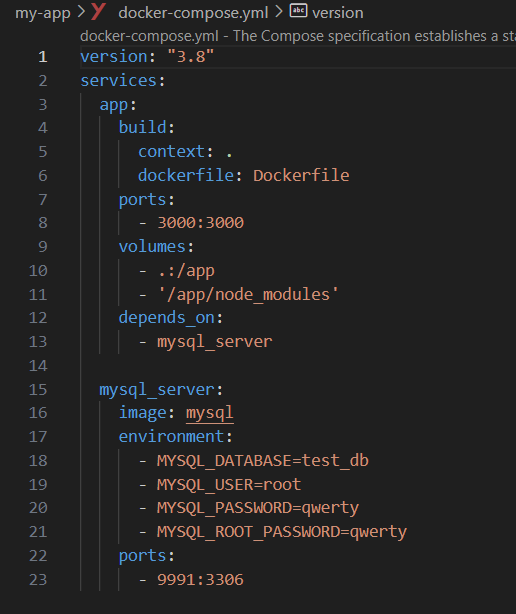 my-app > docker-compose.yml > version
docker-compose.yml - The Compose specification establishes a
1 version: "3.8"
2 services:
3   app:
4     build:
5       context: .
6       dockerfile: Dockerfile
7     ports:
8       - 3000:3000
9     volumes:
10       - .:/app
11       - '/app/node_modules'
12     depends_on:
13       - mysql_server
14
15   mysql_server:
16     image: mysql
17     environment:
18       - MYSQL_DATABASE=test_db
19       - MYSQL_USER=root
20       - MYSQL_PASSWORD=qwerty
21       - MYSQL_ROOT_PASSWORD=qwerty
22     ports:
23       - 9991:3306